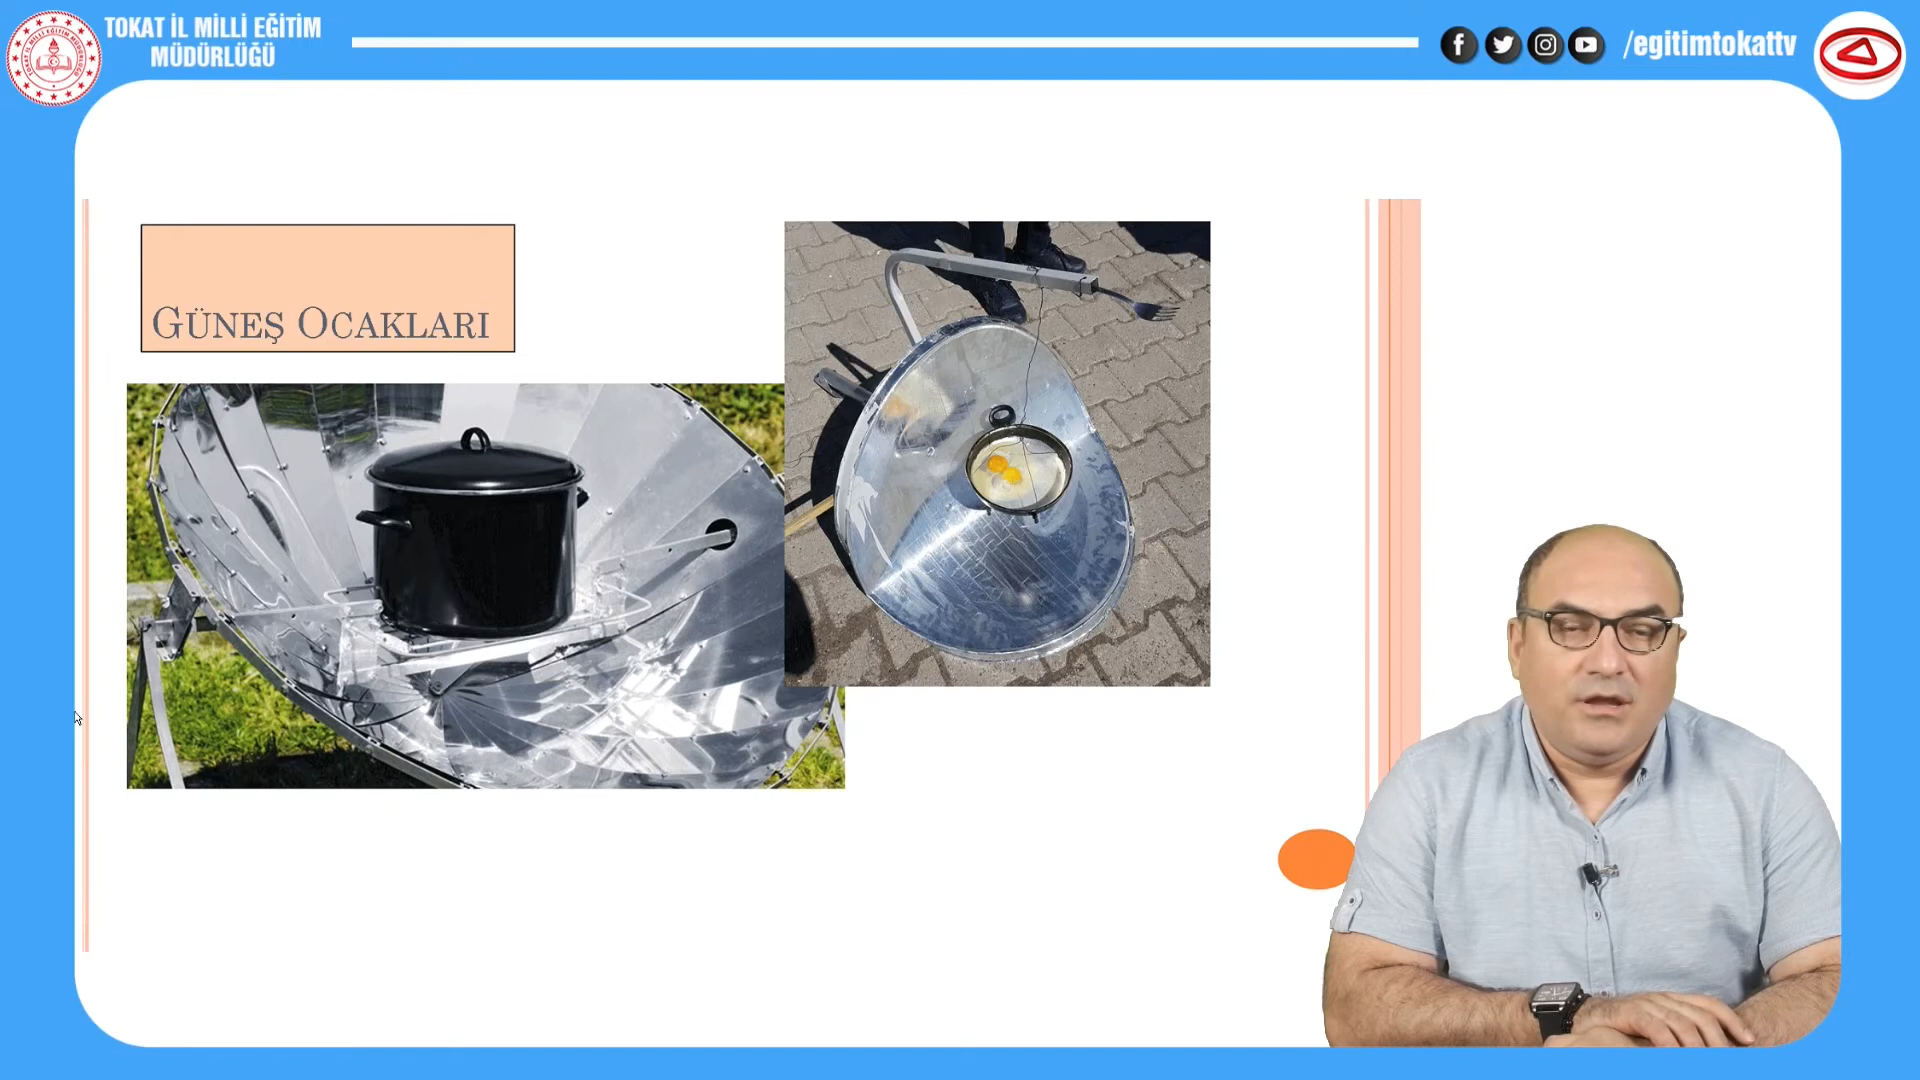 TOKAT İL MİLLİ EĞİTİM
MÜDÜRLÜĞÜ
/egitimtokattv
GÜNEŞ OCAKLARI